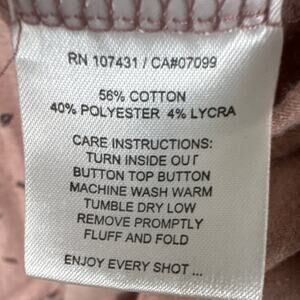 RN 107431 / CA#07099
56% COTTON
40% POLYESTER 4% LYCRA
CARE INSTRUCTIONS:
TURN INSIDE OUT
BUTTON TOP BUTTON
MACHINE WASH WARM
TUMBLE DRY LOW
REMOVE PROMPTLY
FLUFF AND FOLD
ENJOY EVERY SHOT ...